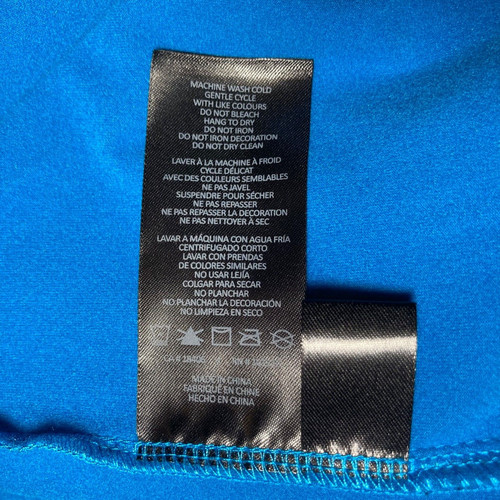 MACHINE WASH COLD
GENTLE CYCLE
WITH LIKE COLOURS
DO NOT BLEACH
HANG TO DRY
DO NOT IRON
DO NOT IRON DECORATION
DO NOT DRY CLEAN
LAVER À LA MACHINE À FROID
CYCLE DÉLICAT
AVEC DES COULEURS SEMBLABLES
NE PAS JAVEL
SUSPENDRE POUR SÉCHER
NE PAS REPASSER
NE PAS REPASSER LA DECORATION
NE PAS NETTOYER À SEC
LAVAR A MÁQUINA CON AGUA FRÍA
CENTRIFUGADO CORTO
LAVAR CON PRENDAS
DE COLORES SIMILARES
NO USAR LEJÍA
COLGAR PARA SECAR
NO PLANCHAR
NO PLANCHAR LA DECORACIÓN
NO LIMPIEZA EN SECO
CA # 18406
MADE IN CHINA
FABRIQUÉ EN CHINE
HECHO EN CHINA